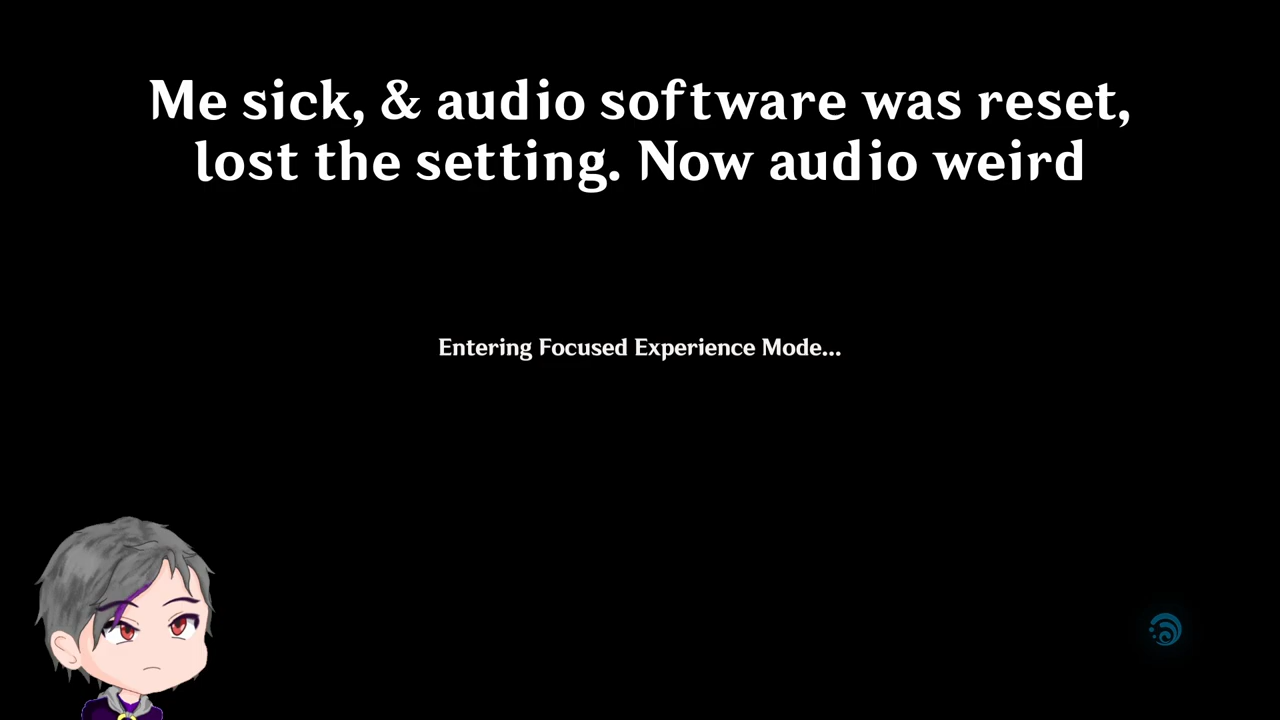 Me sick, & audio software was reset,
lost the setting. Now audio weird
Entering Focused Experience Mode...